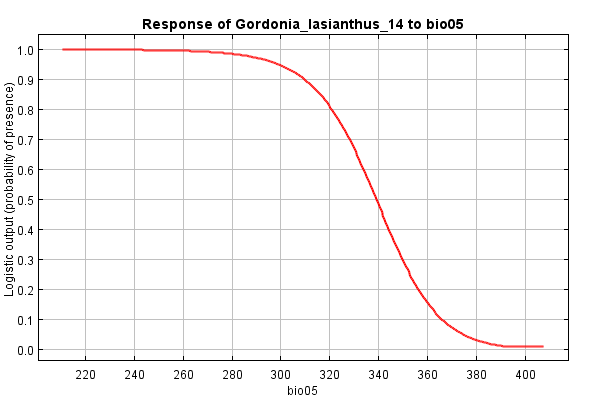 Response of Gordonia_lasianthus_14 to bio05
Logistic output (probability of presence)
1.0
0.9
0.8
0.7
0.6
0.5
0.4
0.3
0.2
0.1
0.0
220 240 260 280 300 320 340 360 380 400
bio05